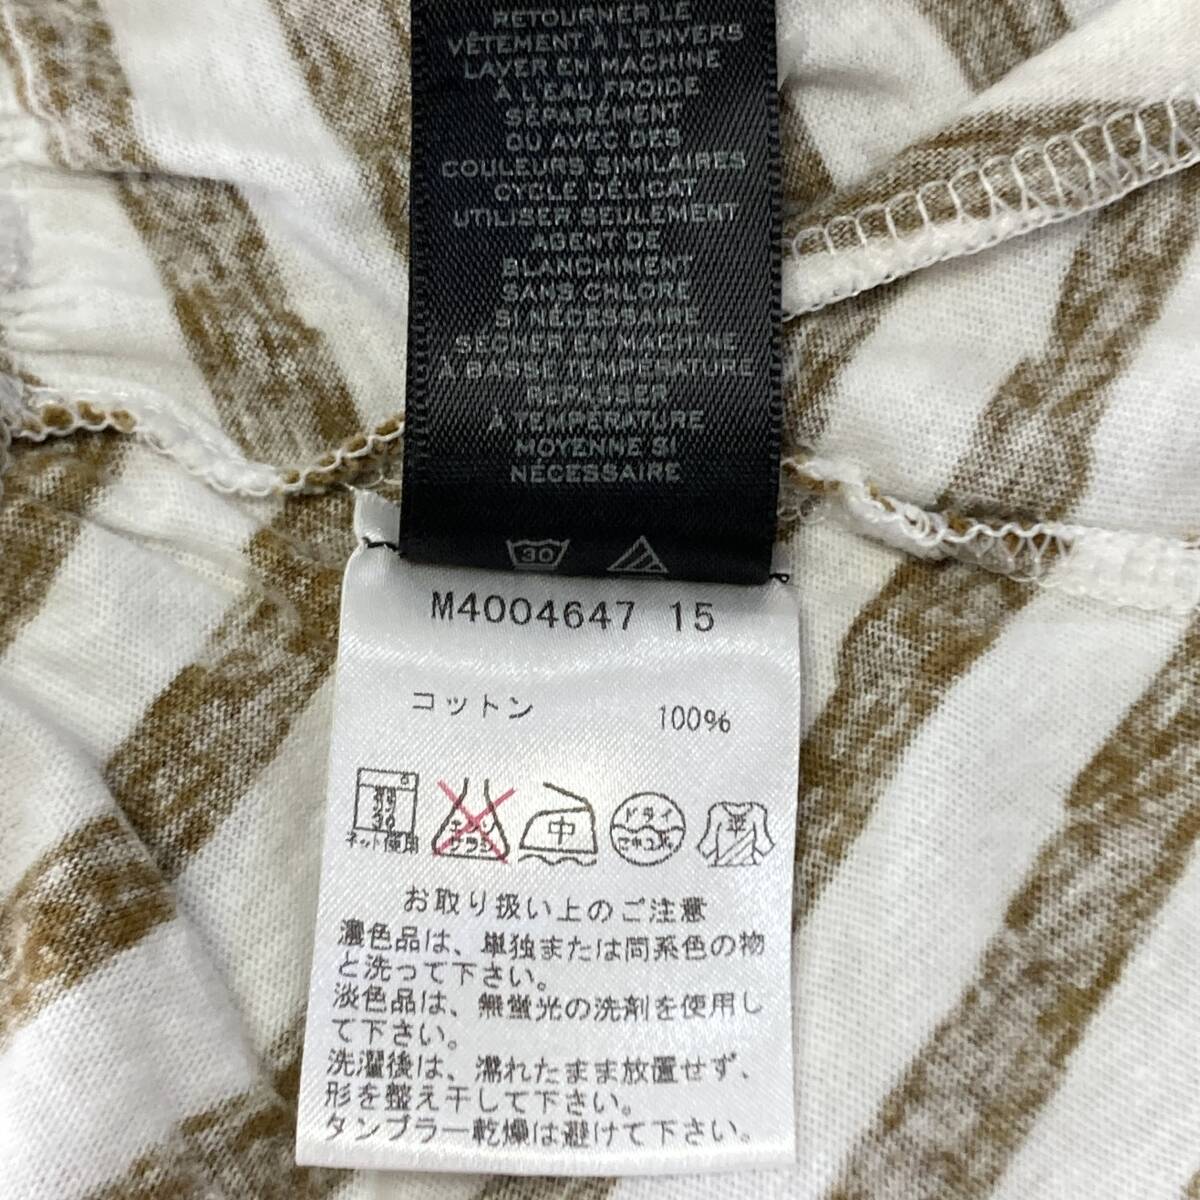 RETOURNER LE
VÊTEMENT À L'ENVERS
LAVER EN MACHINE
À L'EAU FROIDE
SÉPARÉMENT
OU AVEC DES
COULEURS SIMILAIRES
CYCLE DÉLICAT
UTILISER SEULEMENT
AGENT DE
BLANCHIMENT
SANS CHLORE
SI NÉCESSAIRE
SÉCHER EN MACHINE
À BASSE TEMPÉRATURE
REPASSER
À TEMPÉRATURE
MOYENNE SI
NÉCESSAIRE
30
M4004647 15
コットン 100%
30
ネット使用
エンソ
サラシ
中
ドライ
平
お取り扱い上のご注意
濃色品は、単独または同系色の物
と洗って下さい。
淡色品は、無蛍光の洗剤を使用し
て下さい。
洗濯後は、濡れたまま放置せず、
形を整え干して下さい。
タンブラー乾燥は避けて下さい。